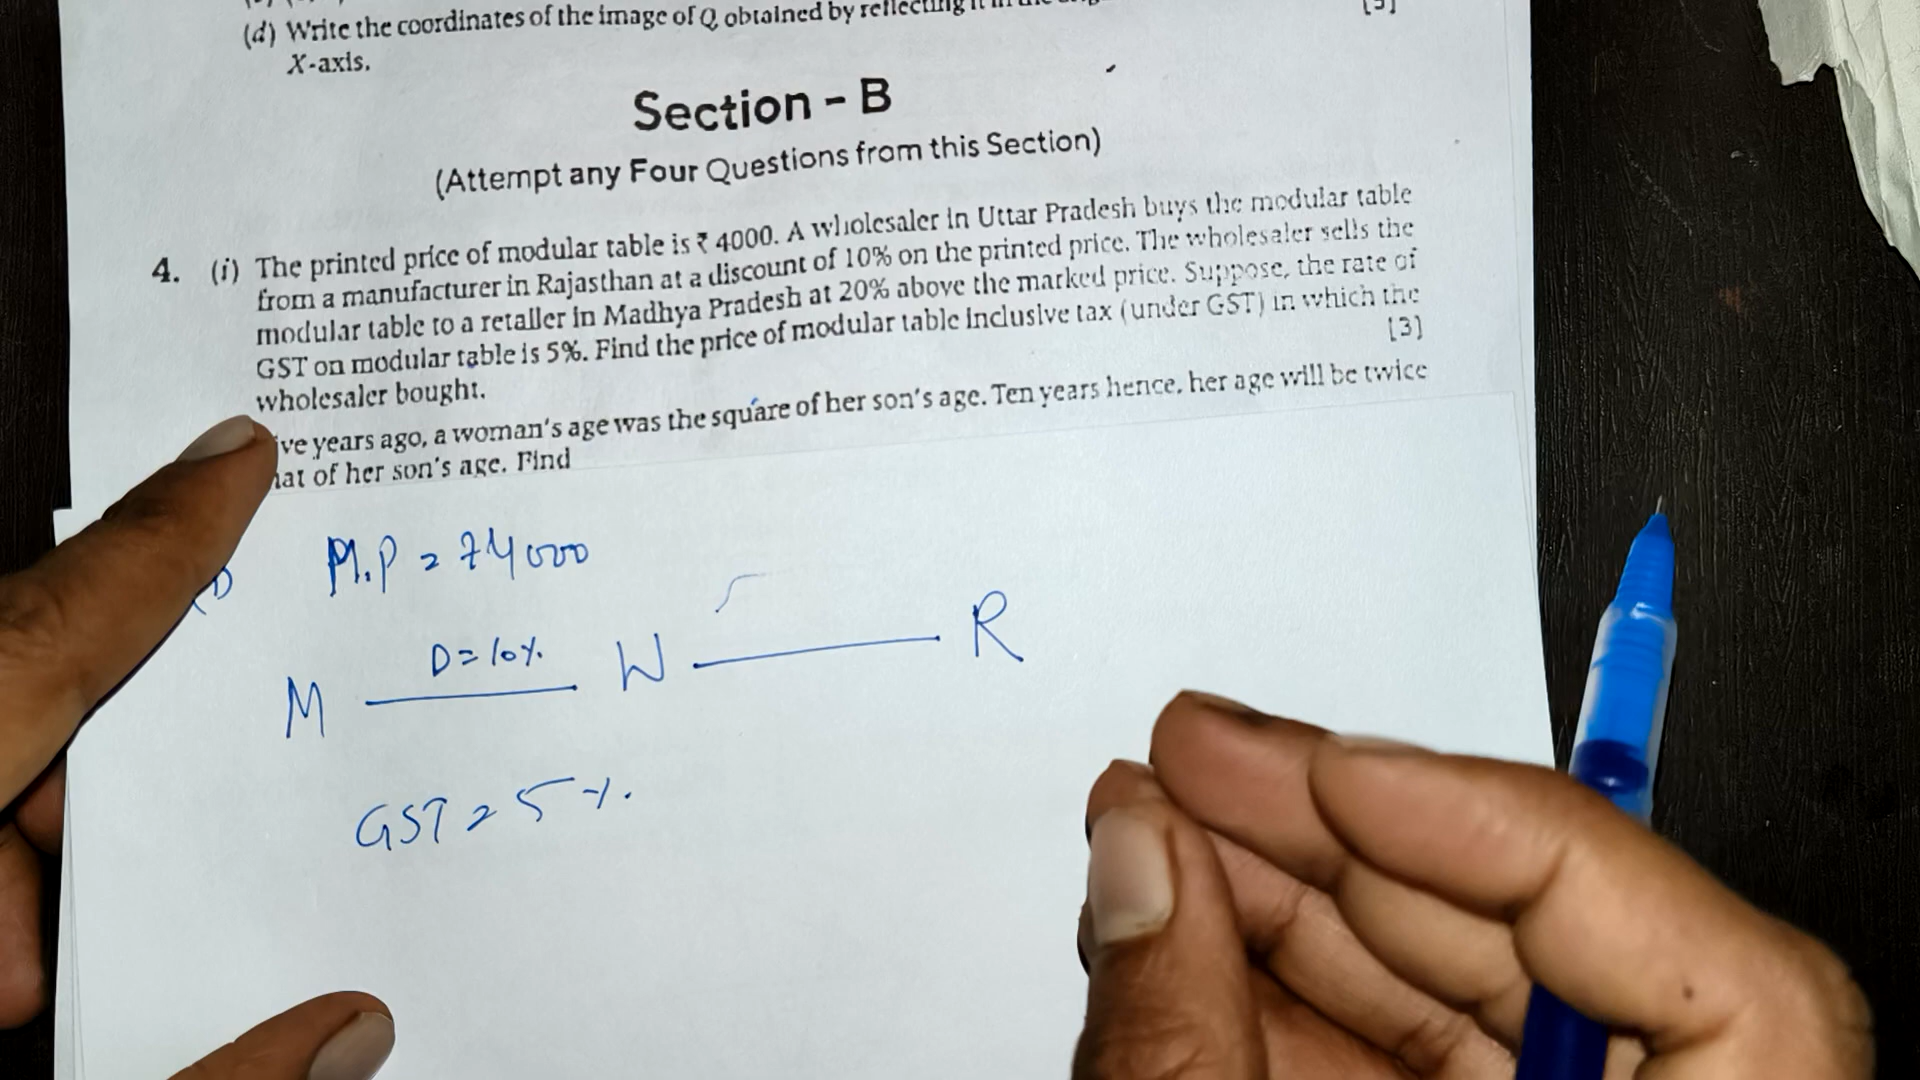 (d) Write the coordinates of the image of Q, obtained by reflecting it in the
[3]
X-axis.
Section - B
(Attempt any Four Questions from this Section)
4. (i) The printed price of modular table is ₹ 4000. A wholesaler in Uttar Pradesh buys the modular table
from a manufacturer in Rajasthan at a discount of 10% on the printed price. The wholesaler sells the
modular table to a retailer in Madhya Pradesh at 20% above the marked price. Suppose, the rate of
GST on modular table is 5%. Find the price of modular table inclusive tax (under GST) in which the
wholesaler bought. [3]
ve years ago, a woman's age was the square of her son's age. Ten years hence, her age will be twice
hat of her son's age. Find
M.P = ₹4000
M D=10% W R
GST = 5%.